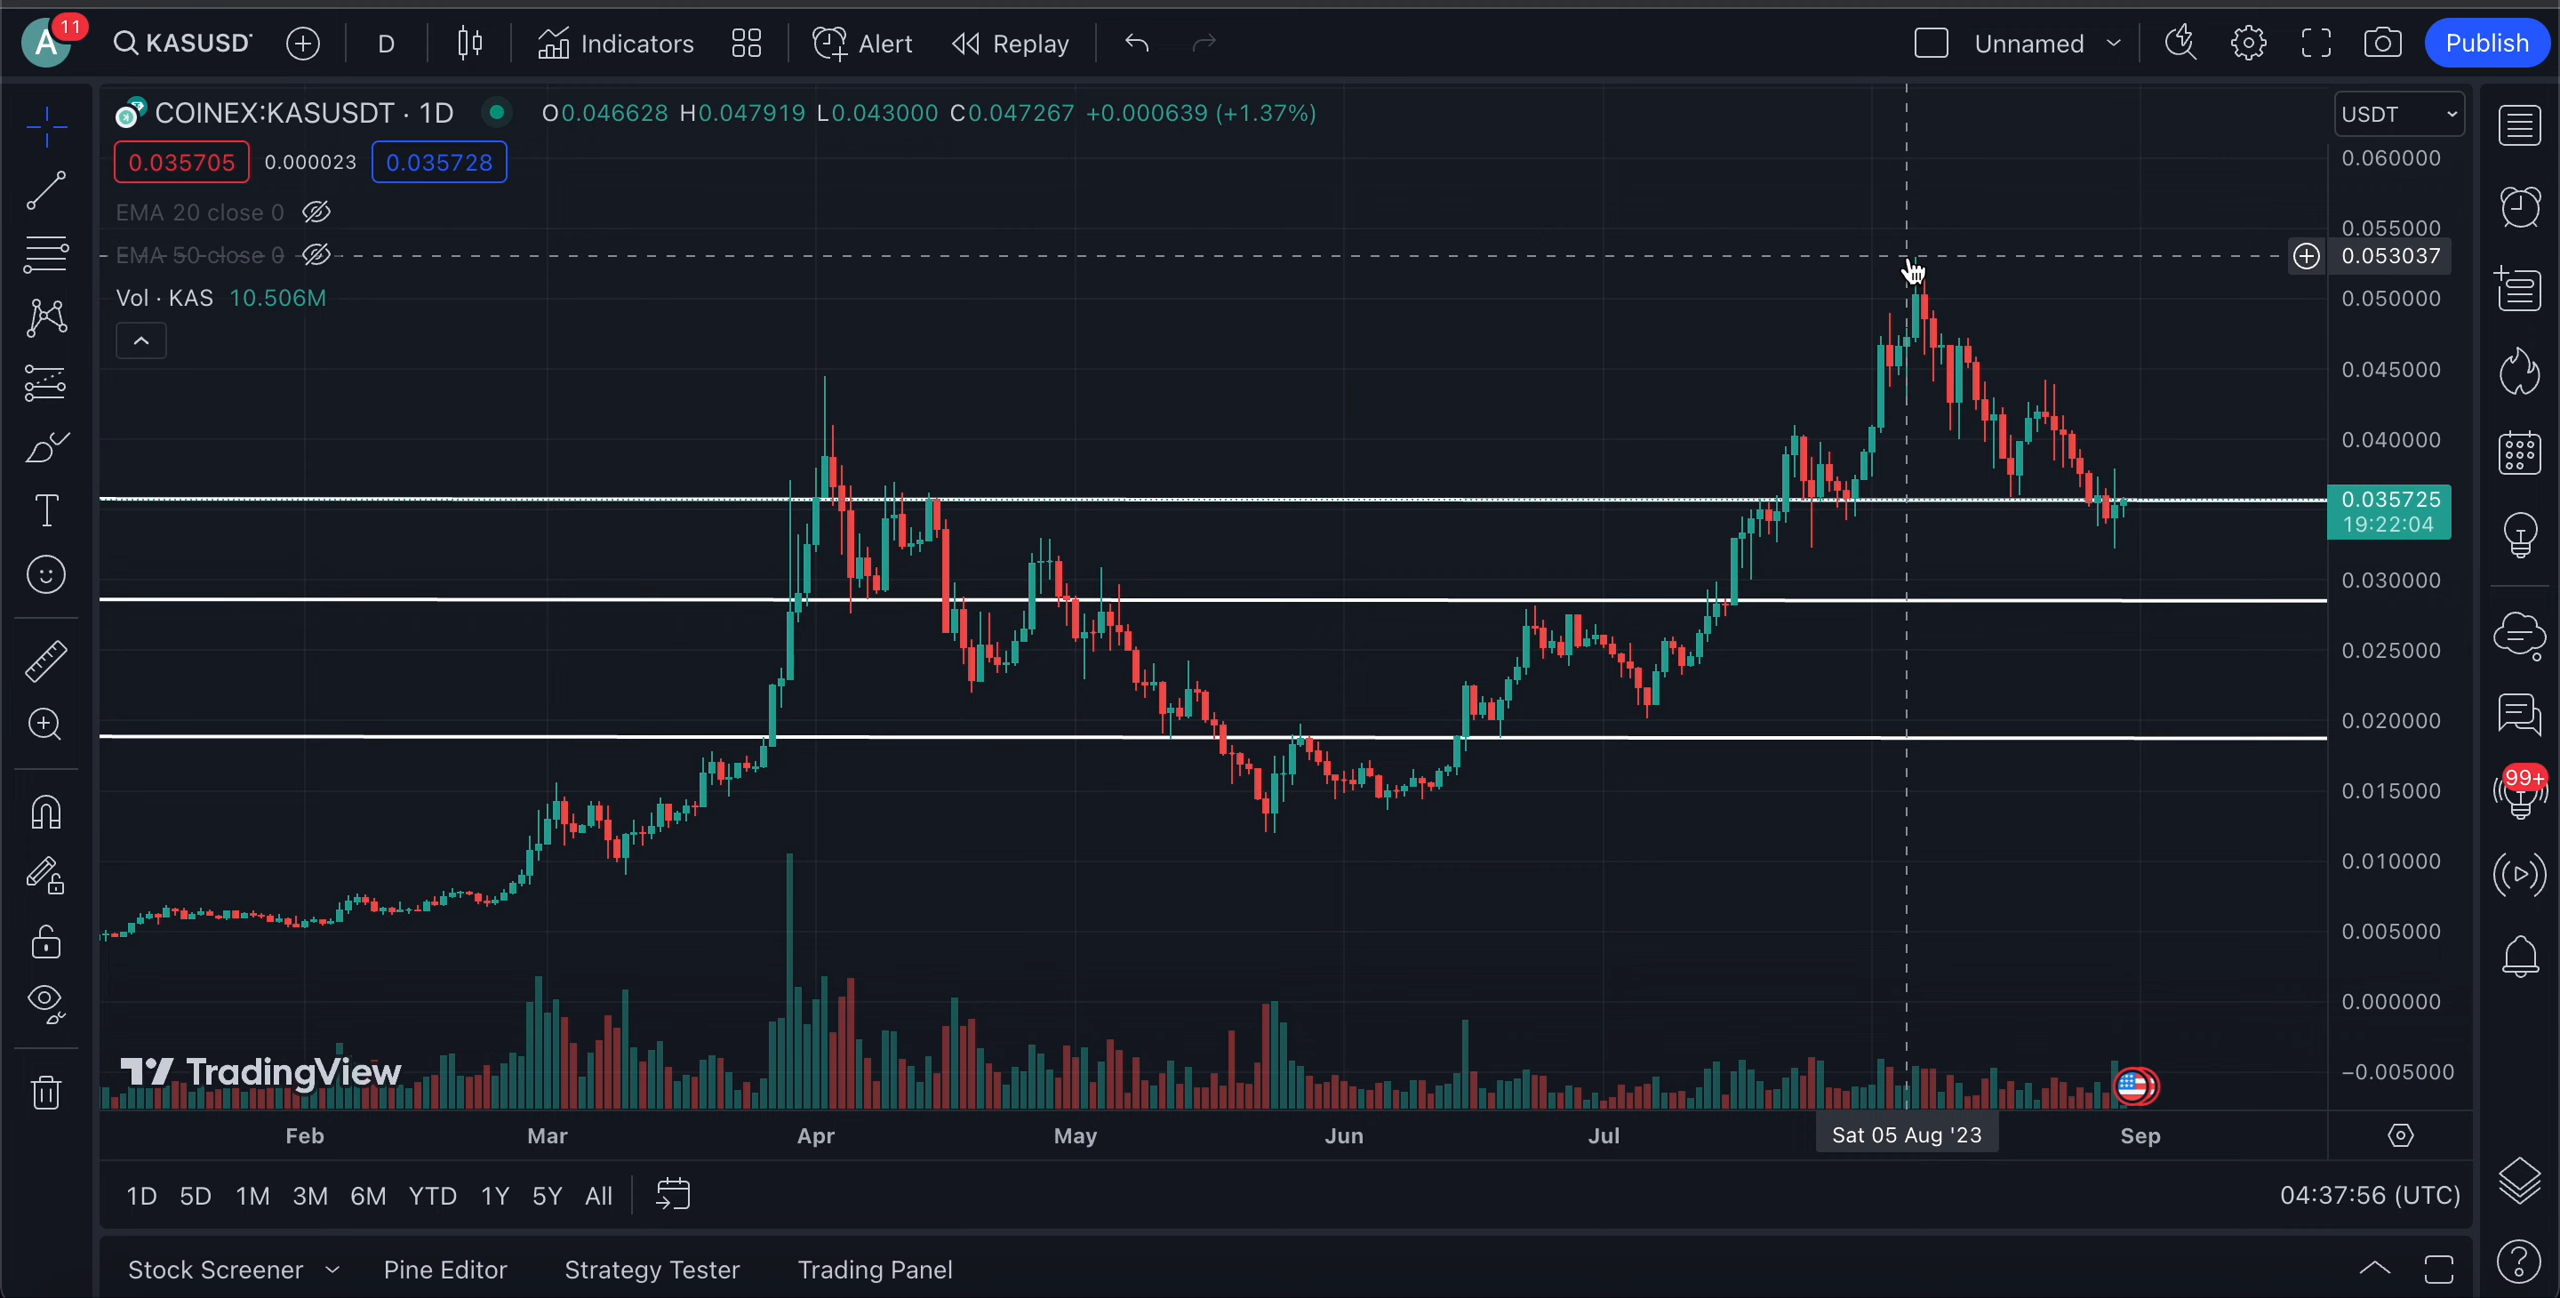 A 11 KASUSDT D Indicators Alert Replay Unnamed Publish
COINEX:KASUSDT · 1D O0.046628 H0.047919 L0.043000 C0.047267 +0.000639 (+1.37%) USDT
0.035705 0.000023 0.035728
EMA 20 close 0
EMA 50 close 0
Vol · KAS 10.506M
0.060000
0.055000
0.053037
0.050000
0.045000
0.040000
0.035725
19:22:04
0.030000
0.025000
0.020000
0.015000
0.010000
0.005000
0.000000
−0.005000
99+
TradingView
Feb Mar Apr May Jun Jul Sat 05 Aug '23 Sep
1D 5D 1M 3M 6M YTD 1Y 5Y All 04:37:56 (UTC)
Stock Screener Pine Editor Strategy Tester Trading Panel